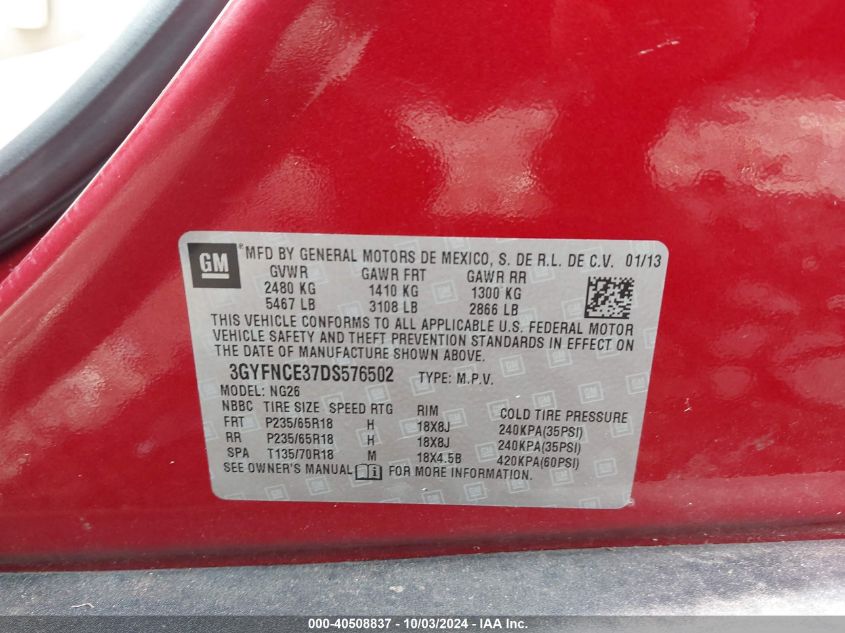 GM ® MFD BY GENERAL MOTORS DE MEXICO, S. DE R.L. DE C.V. 01/13
GVWR GAWR FRT GAWR RR
2480 KG 1410 KG 1300 KG
5467 LB 3108 LB 2866 LB
THIS VEHICLE CONFORMS TO ALL APPLICABLE U.S. FEDERAL MOTOR
VEHICLE SAFETY AND THEFT PREVENTION STANDARDS IN EFFECT ON
THE DATE OF MANUFACTURE SHOWN ABOVE.
3GYFNCE37DS576502 TYPE: M.P.V.
MODEL: NG26
NBBC TIRE SIZE SPEED RTG RIM COLD TIRE PRESSURE
FRT P235/65R18 H 18X8J 240KPA(35PSI)
RR P235/65R18 H 18X8J 240KPA(35PSI)
SPA T135/70R18 M 18X4.5B 420KPA(60PSI)
SEE OWNER'S MANUAL FOR MORE INFORMATION.
000-40508837 - 10/03/2024 - IAA Inc.